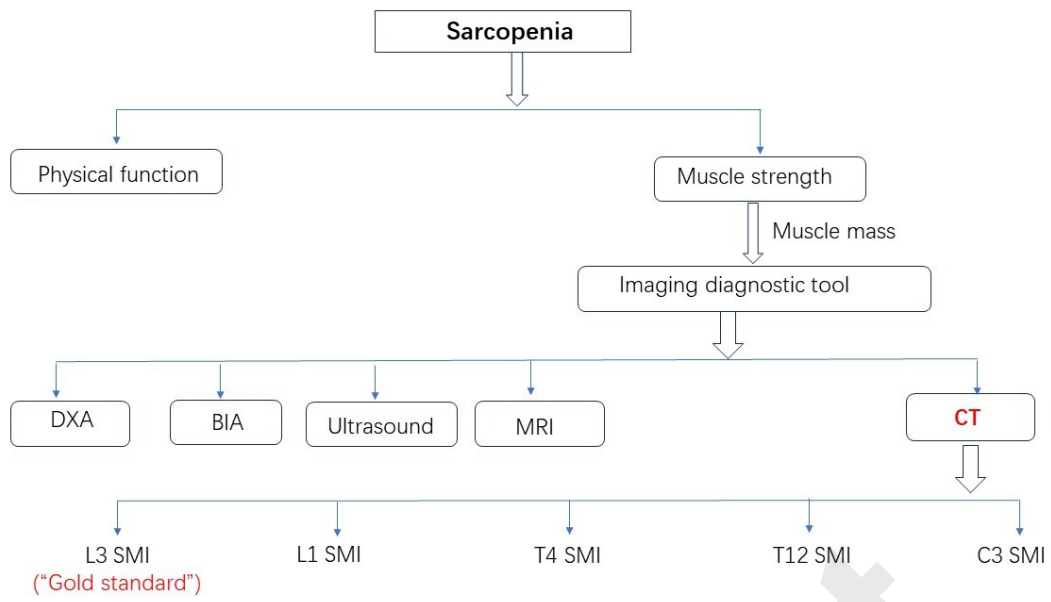 Sarcopenia
Physical function
Muscle strength
Muscle mass
Imaging diagnostic tool
DXA
BIA
Ultrasound
MRI
CT
L3 SMI
(“Gold standard”)
L1 SMI
T4 SMI
T12 SMI
C3 SMI